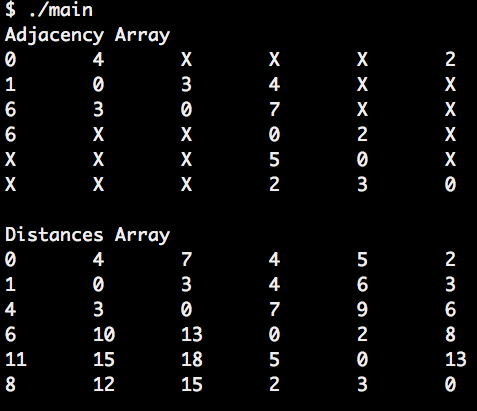 $ ./main
Adjacency Array
0 4 X X X 2
1 0 3 4 X X
6 3 0 7 X X
6 X X 0 2 X
X X X 5 0 X
X X X 2 3 0
Distances Array
0 4 7 4 5 2
1 0 3 4 6 3
4 3 0 7 9 6
6 10 13 0 2 8
11 15 18 5 0 13
8 12 15 2 3 0